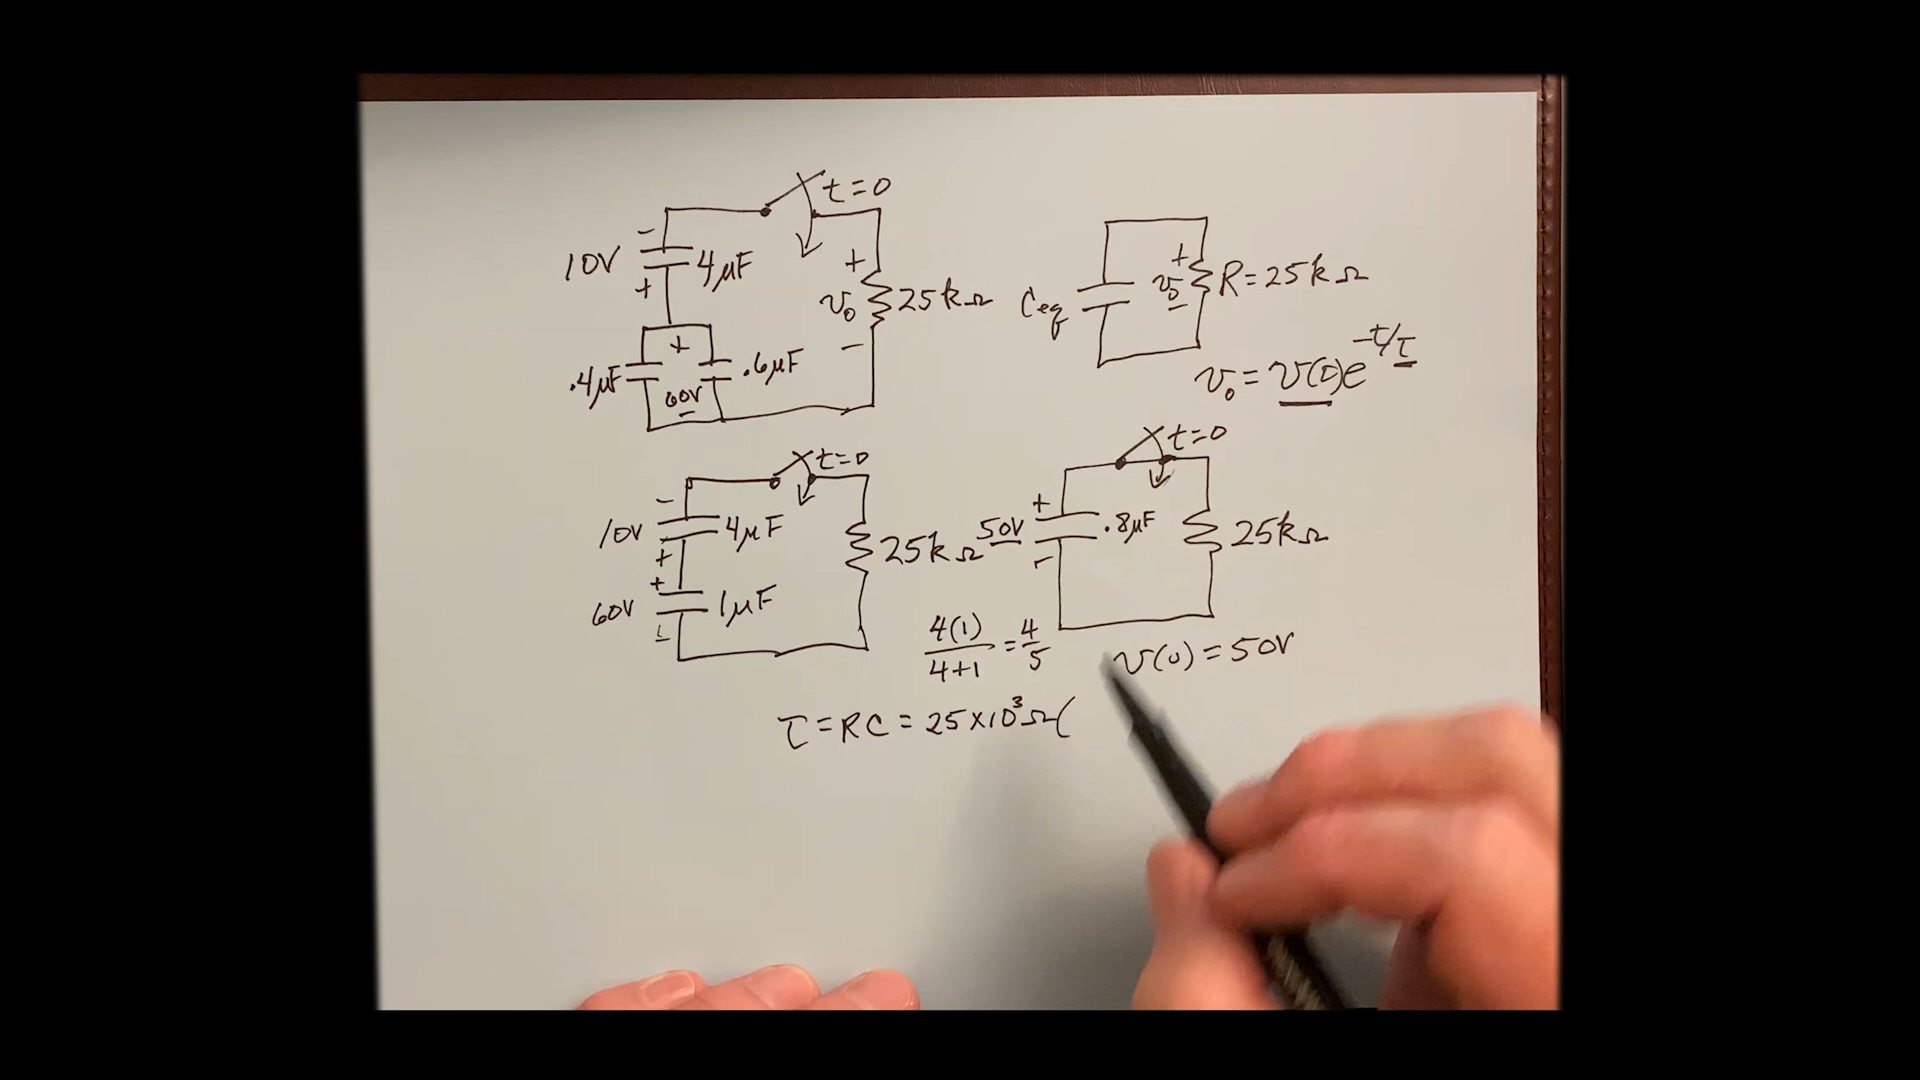 t=0
-
10V
4μF
+
+
v₀
25kΩ
-
.4μF
+
60V
-
.6μF
Ceq
+
v₀
-
R=25kΩ
v₀ = v(0)e^-t/τ
t=0
-
10V
4μF
+
+
60V
1μF
-
25kΩ
t=0
+
50V
-
.8μF
25kΩ
4(1)/4+1 = 4/5
v(0) = 50V
τ = RC = 25×10³Ω(